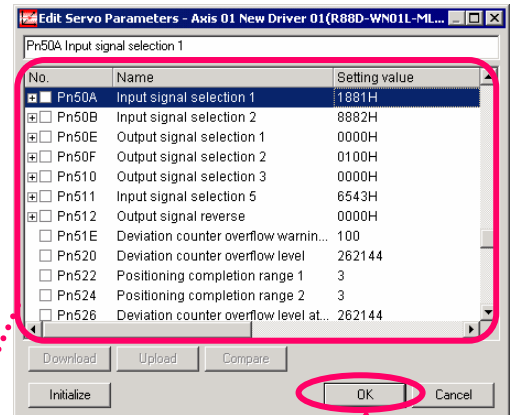 Edit Servo Parameters - Axis 01 New Driver 01(R88D-WN01L-ML...
Pn50A Input signal selection 1
No. Name Setting value
Pn50A Input signal selection 1 1881H
Pn50B Input signal selection 2 8882H
Pn50E Output signal selection 1 0000H
Pn50F Output signal selection 2 0100H
Pn510 Output signal selection 3 0000H
Pn511 Input signal selection 5 6543H
Pn512 Output signal reverse 0000H
Pn51E Deviation counter overflow warnin... 100
Pn520 Deviation counter overflow level 262144
Pn522 Positioning completion range 1 3
Pn524 Positioning completion range 2 3
Pn526 Deviation counter overflow level at... 262144
Download Upload Compare
Initialize OK Cancel